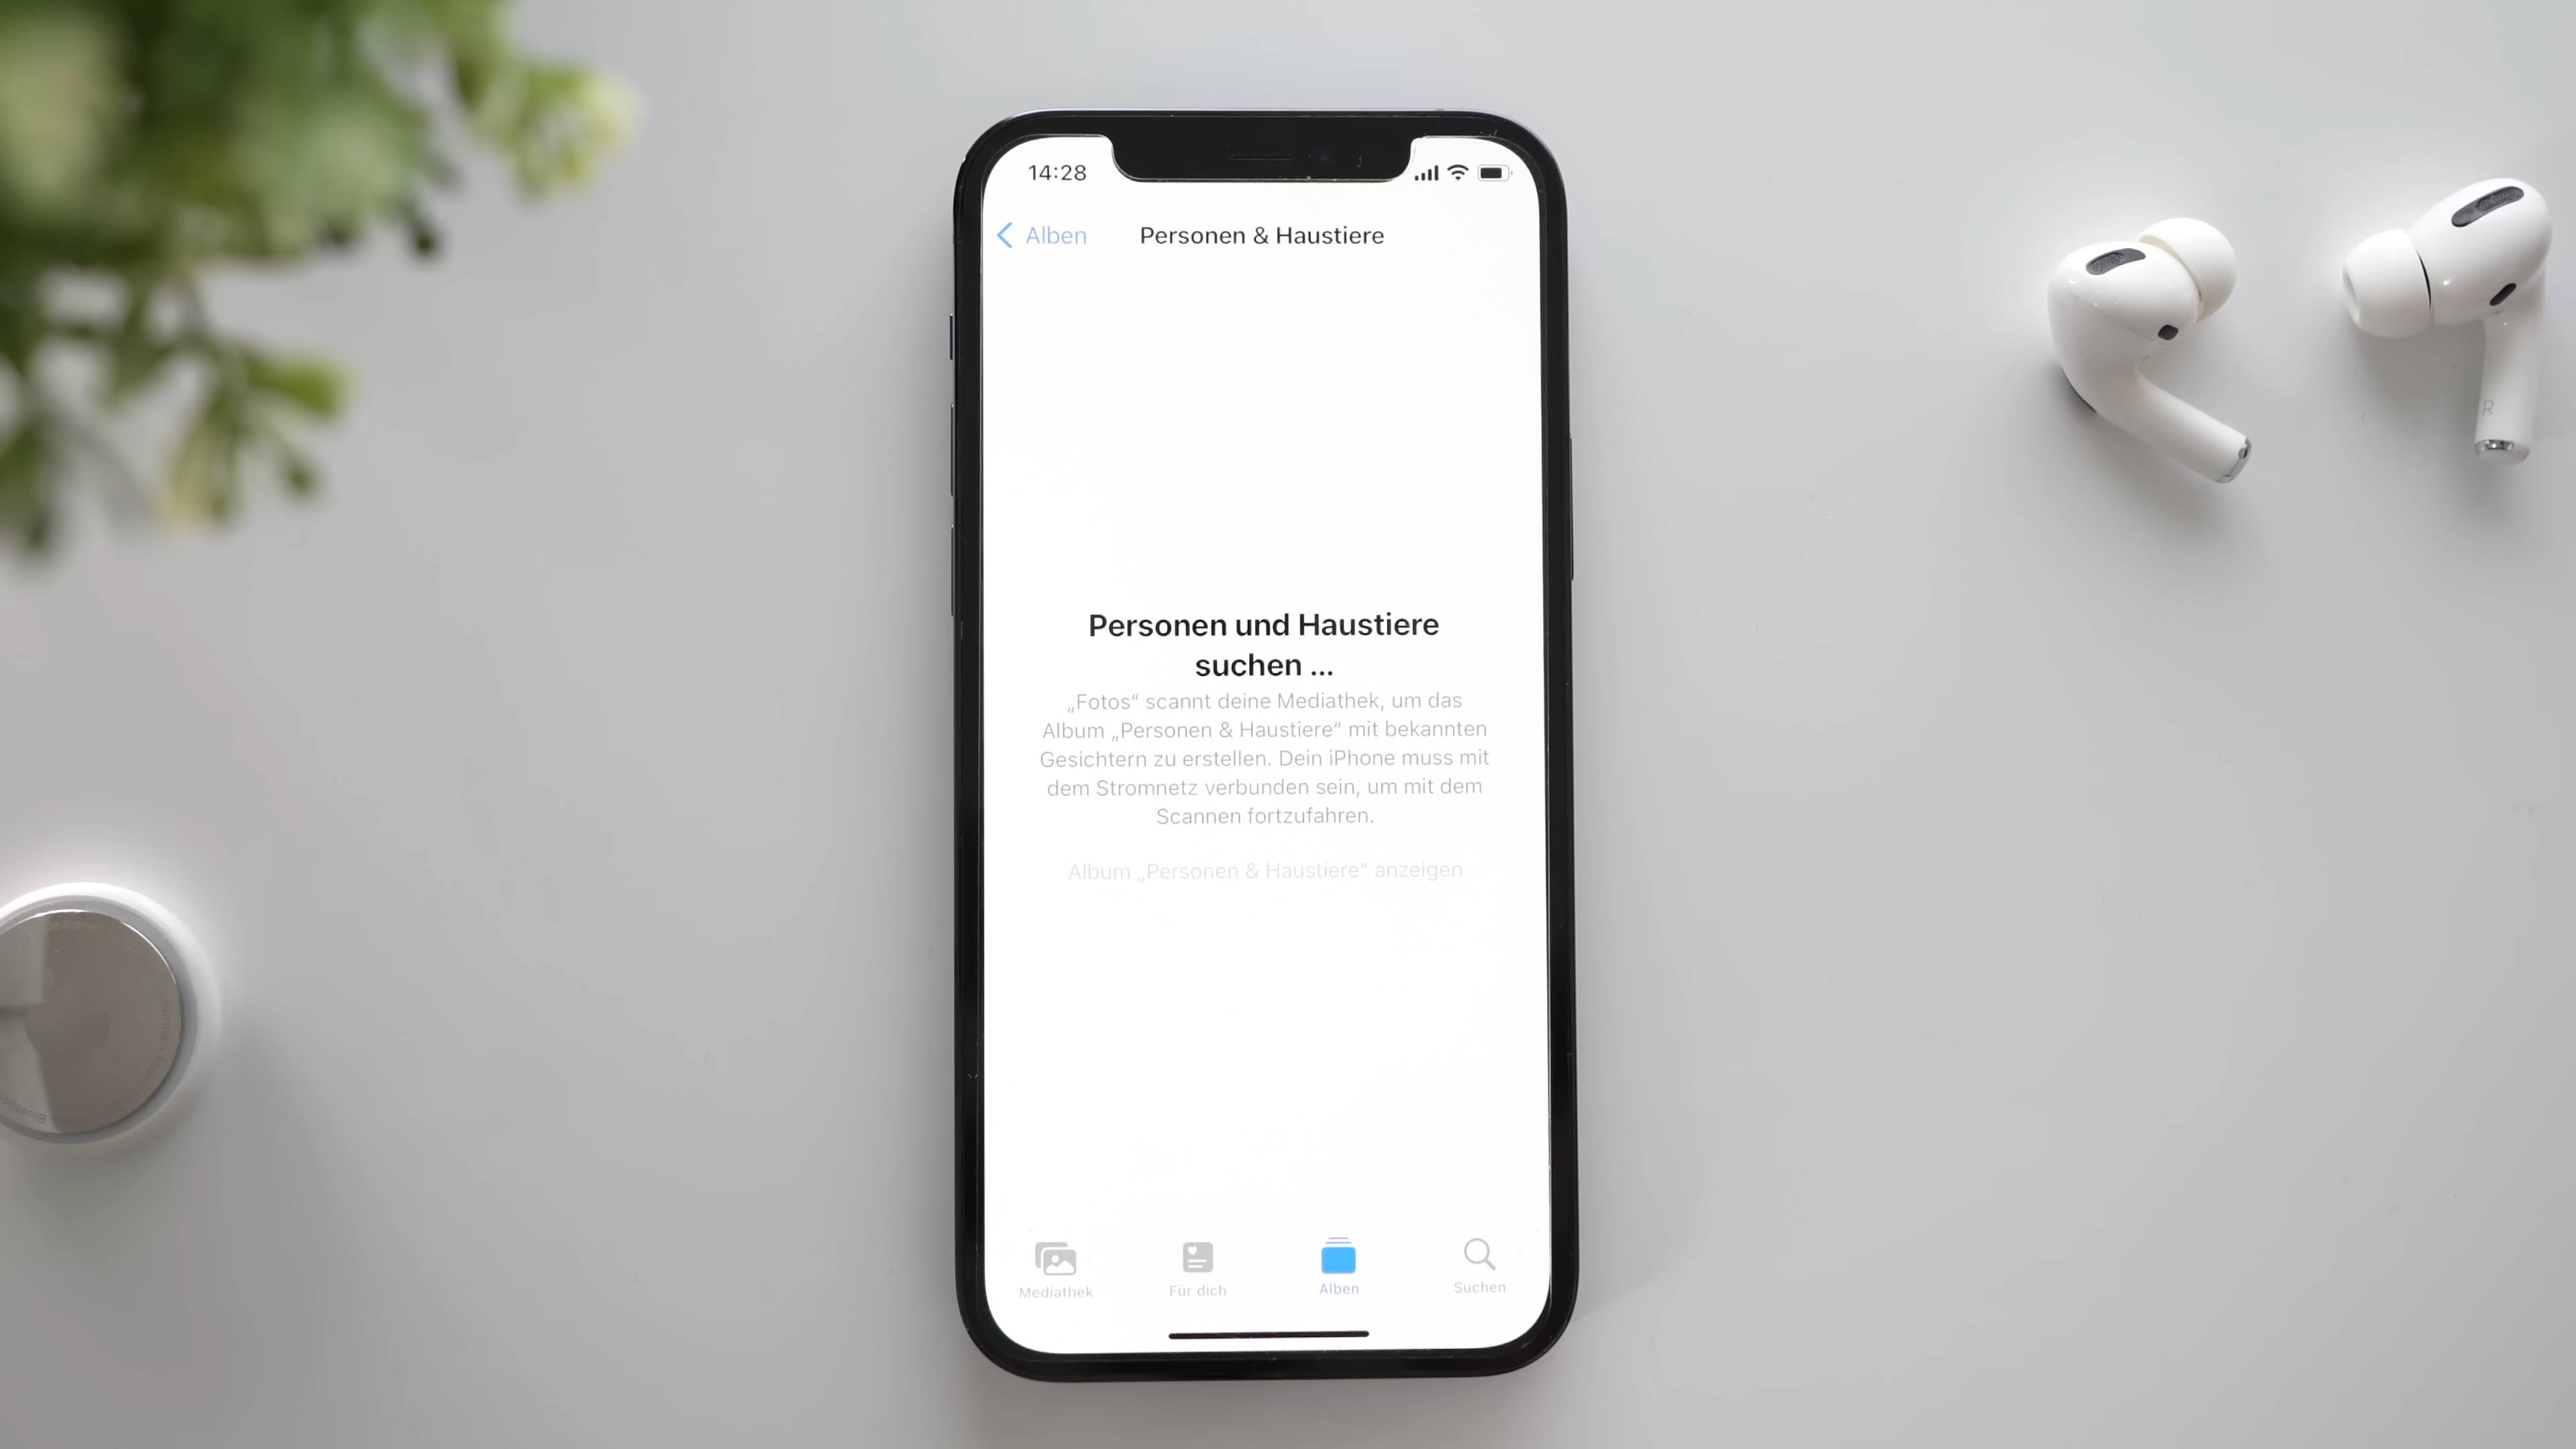 14:28
Alben
Personen & Haustiere
Personen und Haustiere
suchen ...
„Fotos“ scannt deine Mediathek, um das
Album „Personen & Haustiere“ mit bekannten
Gesichtern zu erstellen. Dein iPhone muss mit
dem Stromnetz verbunden sein, um mit dem
Scannen fortzufahren.
Album „Personen & Haustiere“ anzeigen
Mediathek
Für dich
Alben
Suchen
R